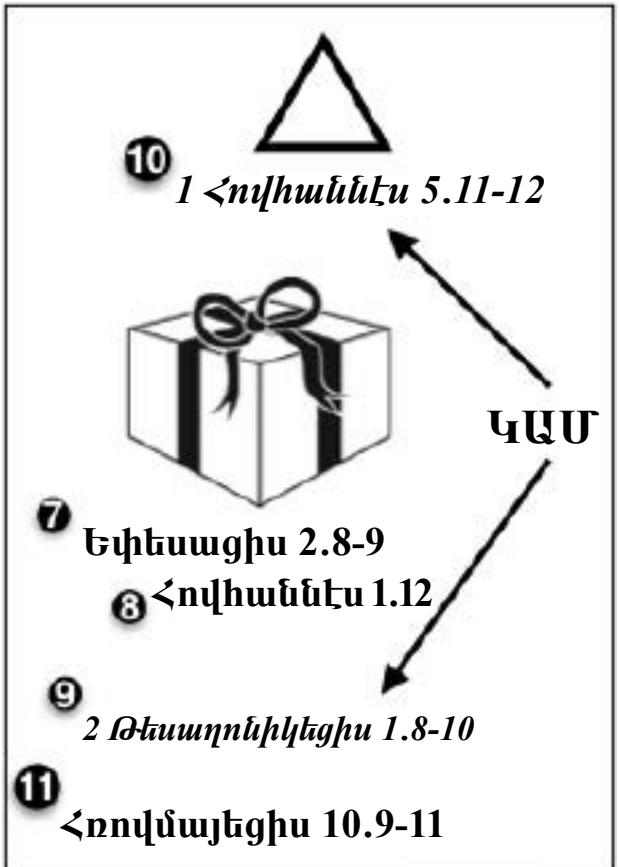 10
1 Հովհաննէս 5.11-12
ԿԱՄ
7
Եփեսացիս 2.8-9
8 Հովհաննէս 1.12
9
2 Թեսաղոնիկեցիս 1.8-10
11
Հռովմայեցիս 10.9-11